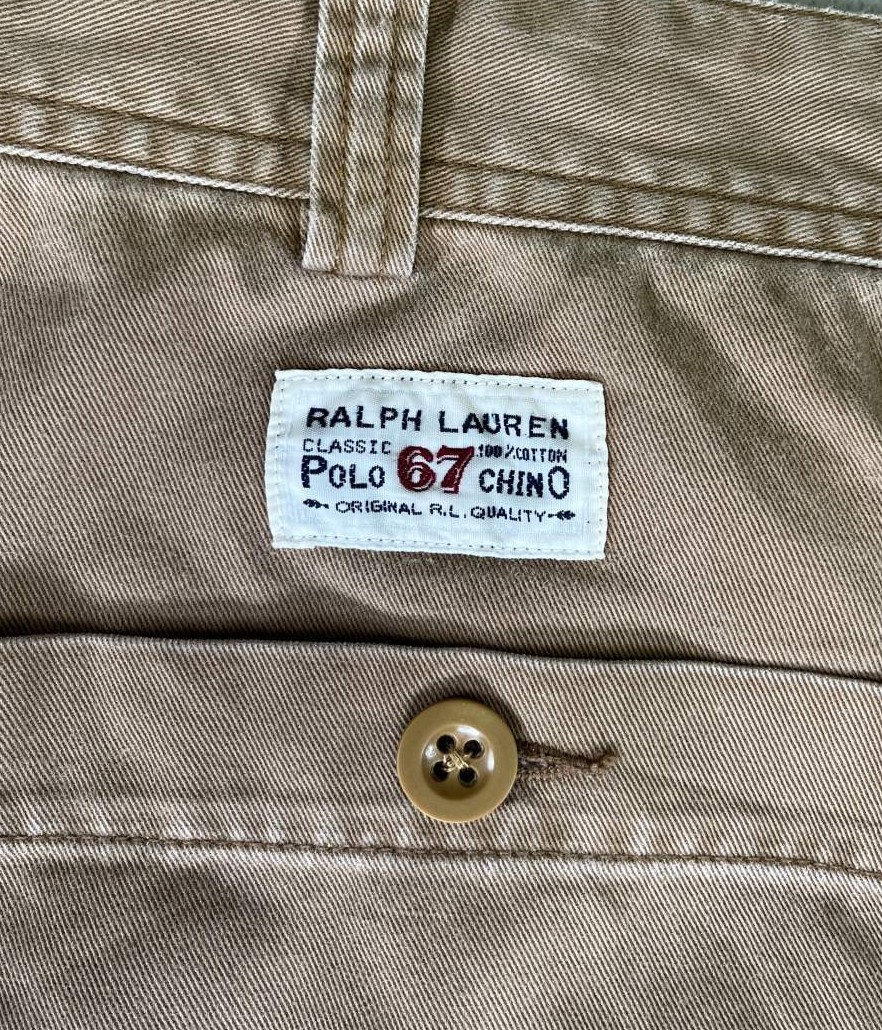 RALPH LAUREN
CLASSIC 67 100% COTTON
POLO CHINO
ORIGINAL R.L. QUALITY